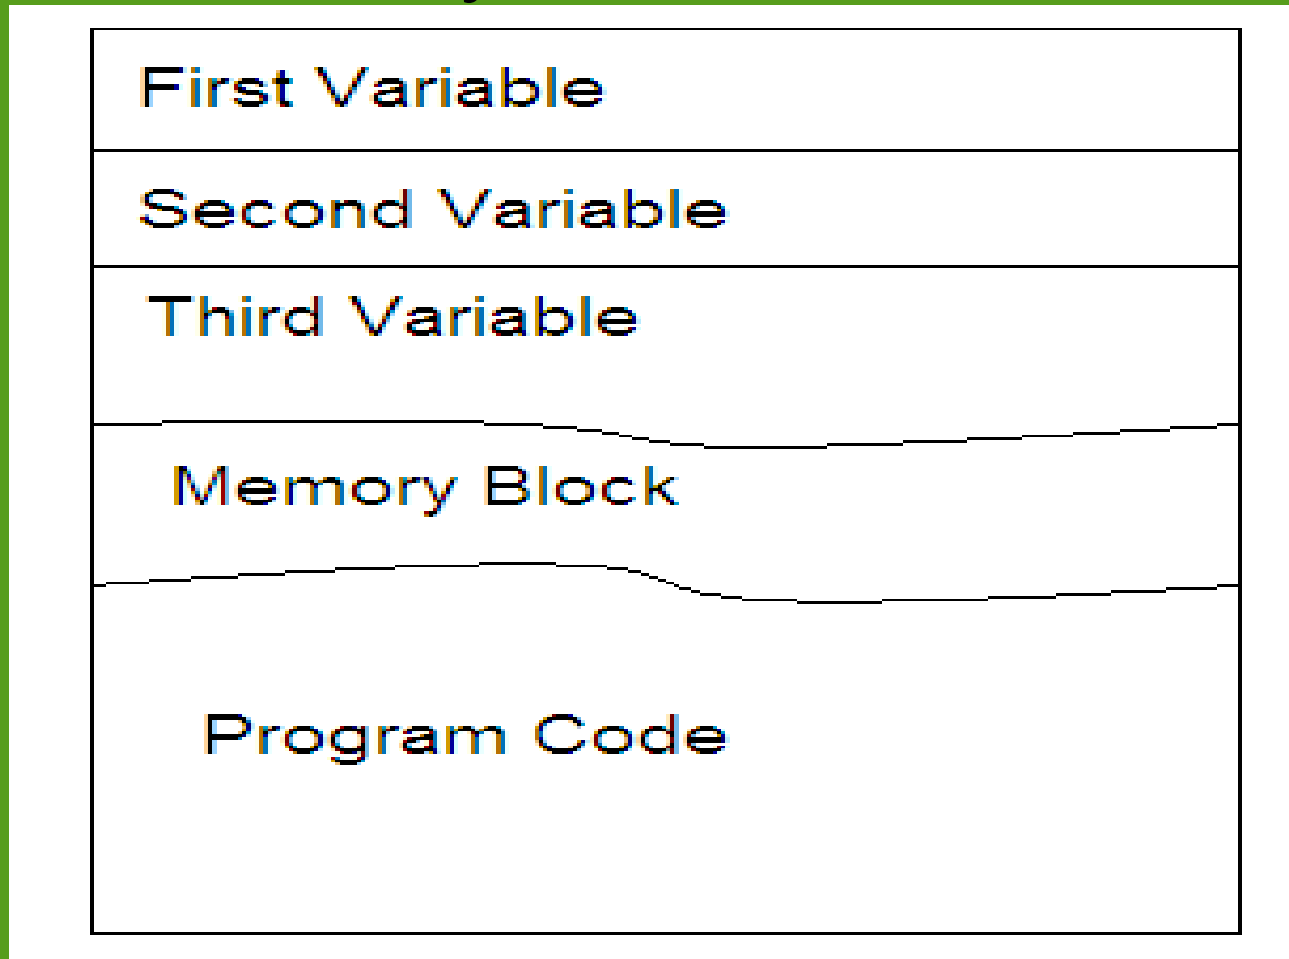 First Variable
Second Variable
Third Variable
Memory Block
Program Code